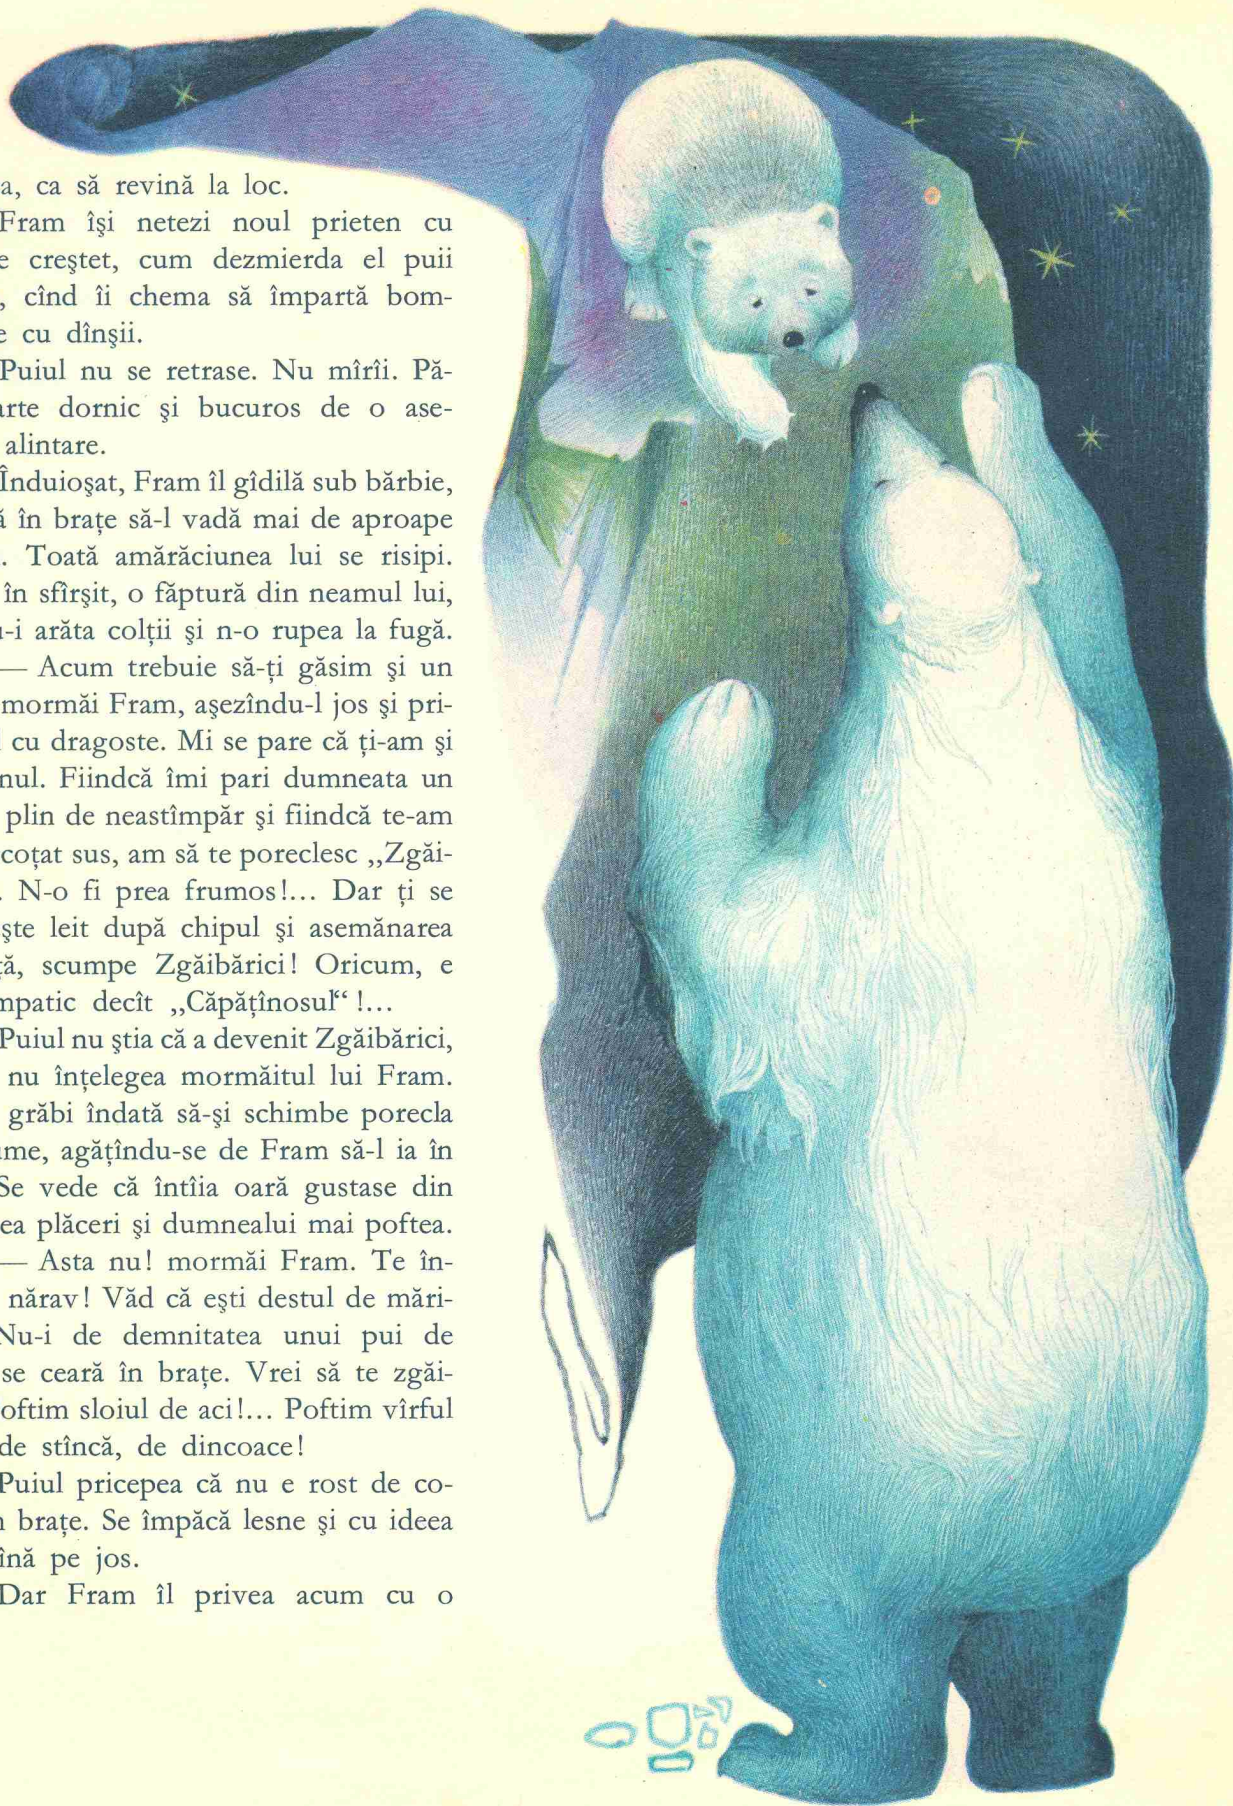 a, ca să revină la loc.
Fram îşi netezi noul prieten cu
e creştet, cum dezmierda el puii
, cînd îi chema să împartă bom-
e cu dînşii.
Puiul nu se retrase. Nu mîrîi. Pă-
arte dornic şi bucuros de o ase-
alintare.
Înduioşat, Fram îl gîdilă sub bărbie,
ă în braţe să-l vadă mai de aproape
. Toată amărăciunea lui se risipi.
în sfîrşit, o făptură din neamul lui,
u-i arăta colţii şi n-o rupea la fugă.
— Acum trebuie să-ţi găsim şi un
mormăi Fram, aşezîndu-l jos şi pri-
cu dragoste. Mi se pare că ţi-am şi
nul. Fiindcă îmi pari dumneata un
plin de neastîmpăr şi fiindcă te-am
coţat sus, am să te poreclesc „Zgăi-
. N-o fi prea frumos!... Dar ţi se
şte leit după chipul şi asemănarea
ţă, scumpe Zgăibărici! Oricum, e
mpatic decît „Căpăţînosul“!...
Puiul nu ştia că a devenit Zgăibărici,
nu înţelegea mormăitul lui Fram.
grăbi îndată să-şi schimbe porecla
ume, agăţîndu-se de Fram să-l ia în
Se vede că întîia oară gustase din
ea plăceri şi dumnealui mai poftea.
— Asta nu! mormăi Fram. Te în-
nărav! Văd că eşti destul de mări-
Nu-i de demnitatea unui pui de
se ceară în braţe. Vrei să te zgăi-
oftim sloiul de aci!... Poftim vîrful
de stîncă, de dincoace!
Puiul pricepea că nu e rost de co-
n braţe. Se împăcă lesne şi cu ideea
înă pe jos.
Dar Fram îl privea acum cu o